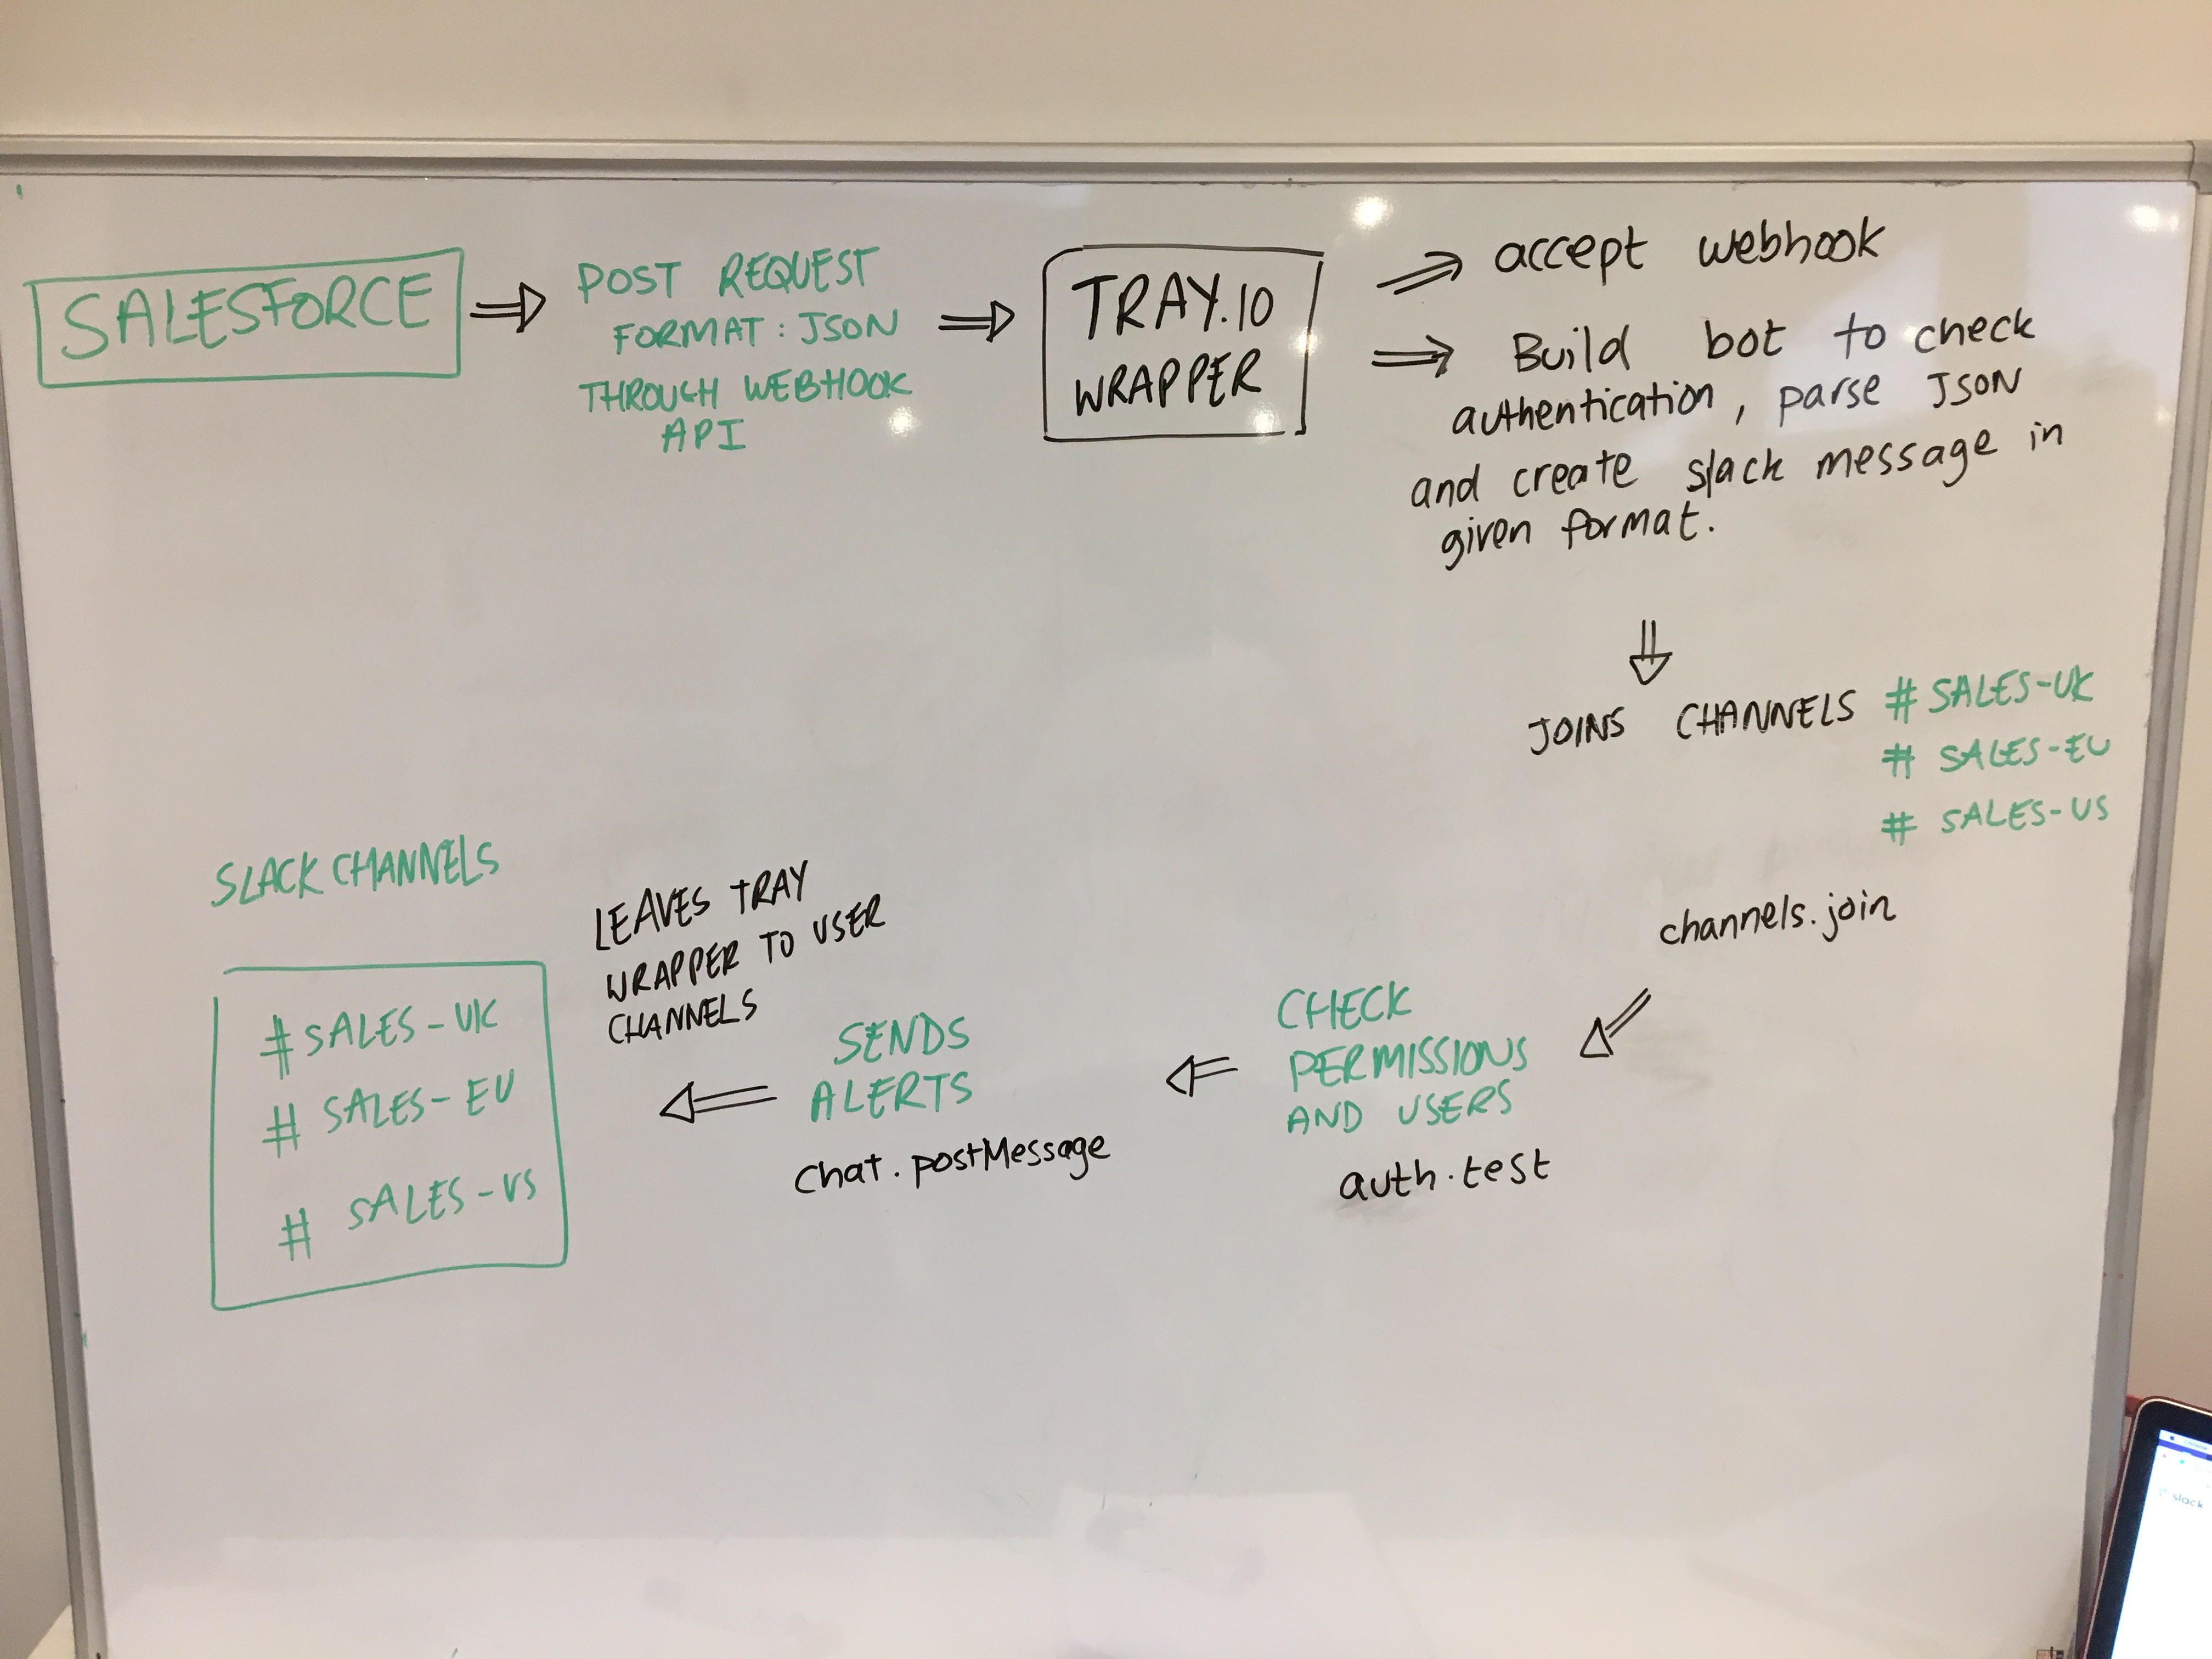 SALESFORCE
POST REQUEST
FORMAT: JSON
THROUGH WEBHOOK
API
TRAY.IO
WRAPPER
accept webhook
Build bot to check
authentication, parse JSON
and create slack message in
given format.
JOINS CHANNELS # SALES-UK
# SALES-EU
# SALES-US
channels.join
CHECK
PERMISSIONS
AND USERS
auth.test
SENDS
ALERTS
chat.postMessage
LEAVES TRAY
WRAPPER TO USER
CHANNELS
SLACK CHANNELS
# SALES-UK
# SALES-EU
# SALES-US
slack